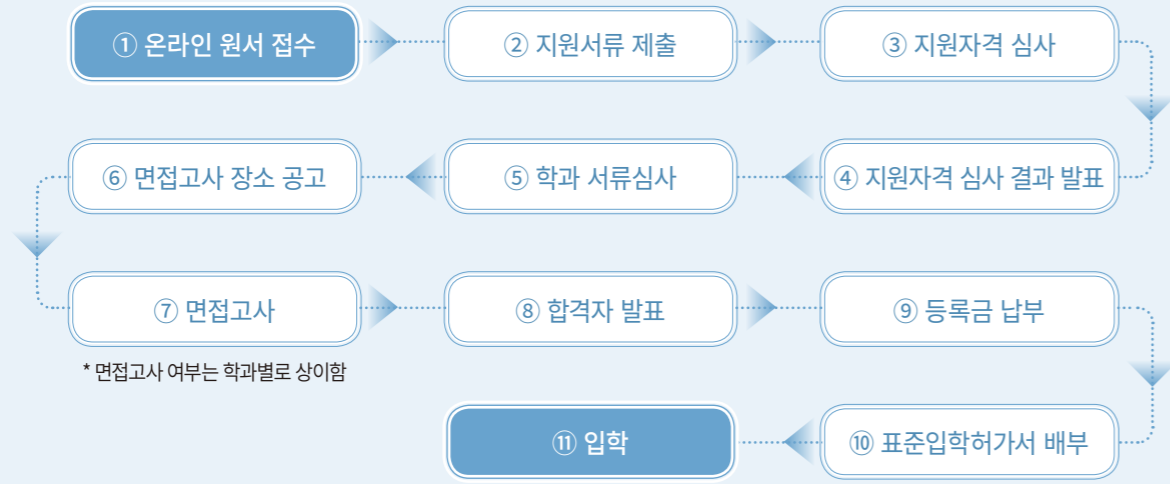 ① 온라인 원서 접수
② 지원서류 제출
③ 지원자격 심사
④ 지원자격 심사 결과 발표
⑤ 학과 서류심사
⑥ 면접고사 장소 공고
⑦ 면접고사
* 면접고사 여부는 학과별로 상이함
⑧ 합격자 발표
⑨ 등록금 납부
⑩ 표준입학허가서 배부
⑪ 입학